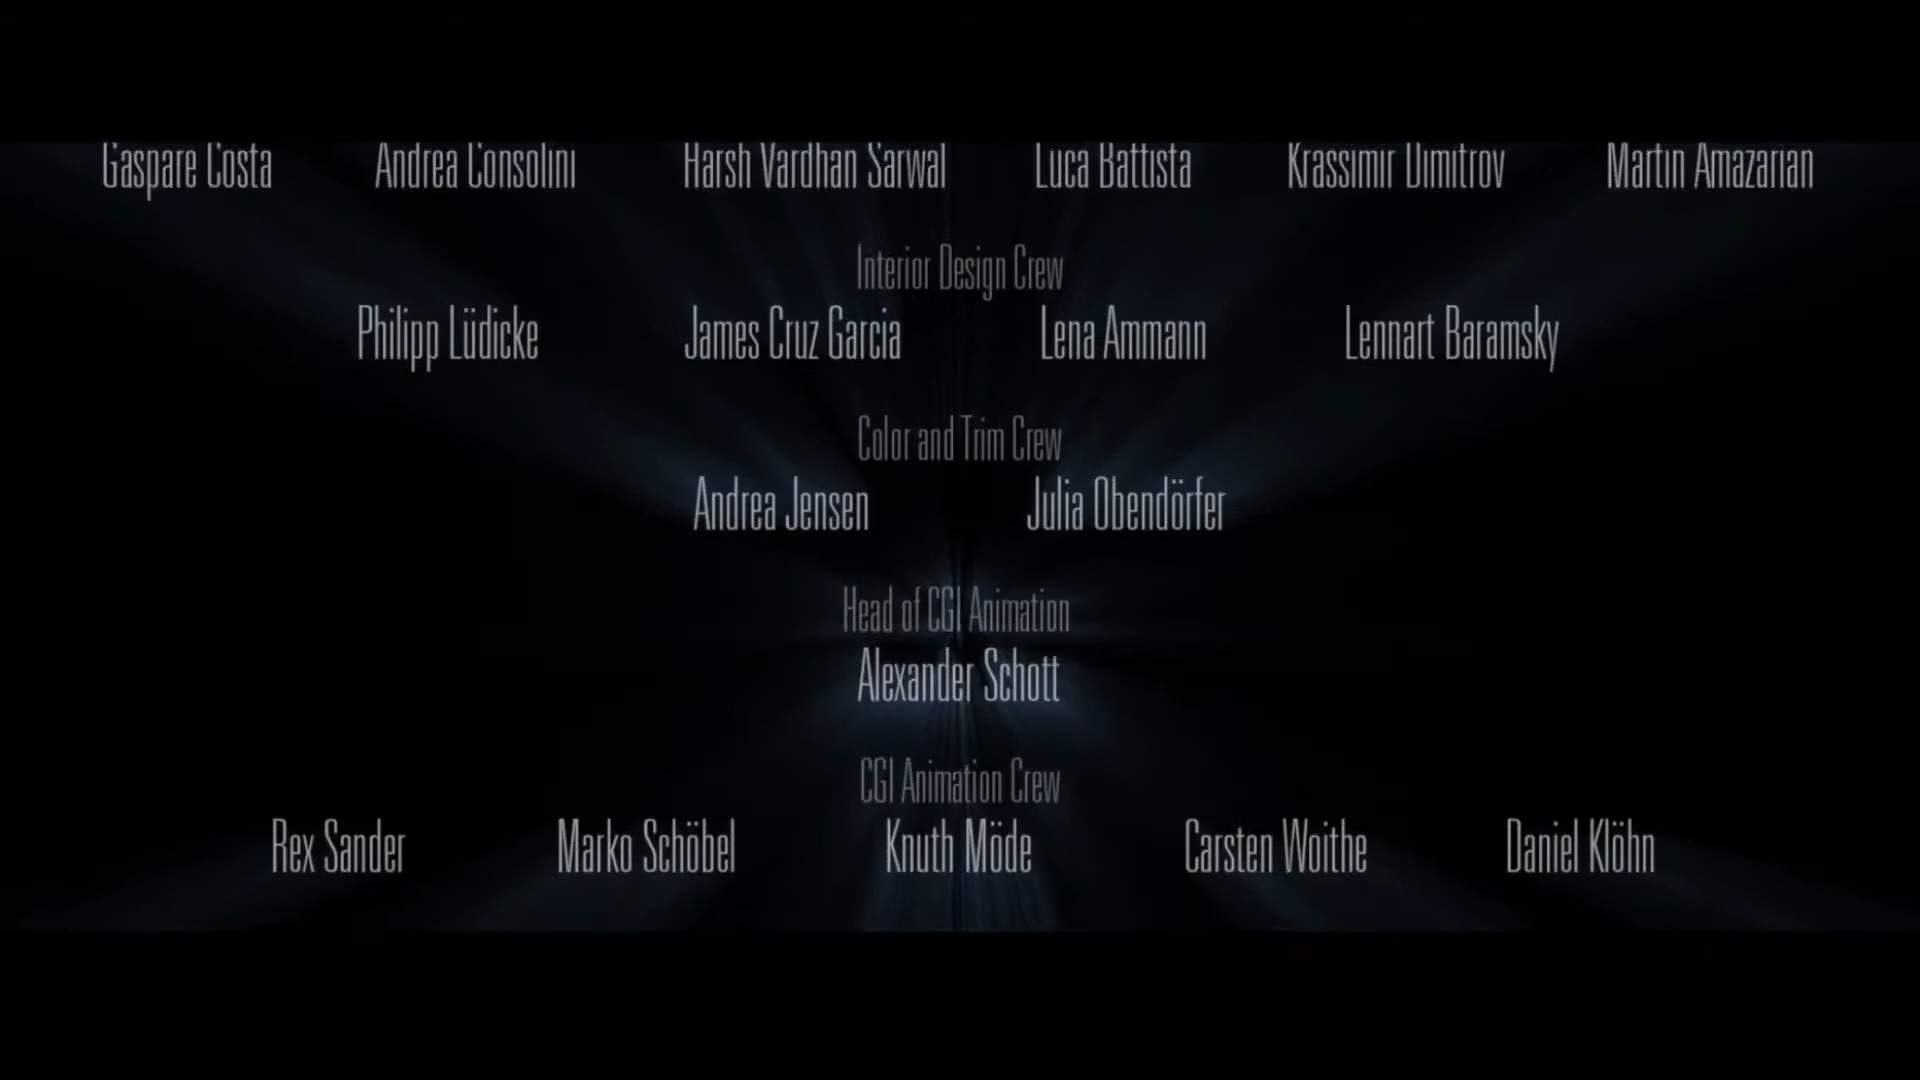 Gaspare Costa Andrea Consolini Harsh Vardhan Sarwal Luca Battista Krassimir Dimitrov Martin Amazarian
Interior Design Crew
Philipp Lüdicke James Cruz Garcia Lena Ammann Lennart Baramsky
Color and Trim Crew
Andrea Jensen Julia Obendörfer
Head of CGI Animation
Alexander Schott
CGI Animation Crew
Rex Sander Marko Schöbel Knuth Möde Carsten Woithe Daniel Klöhn